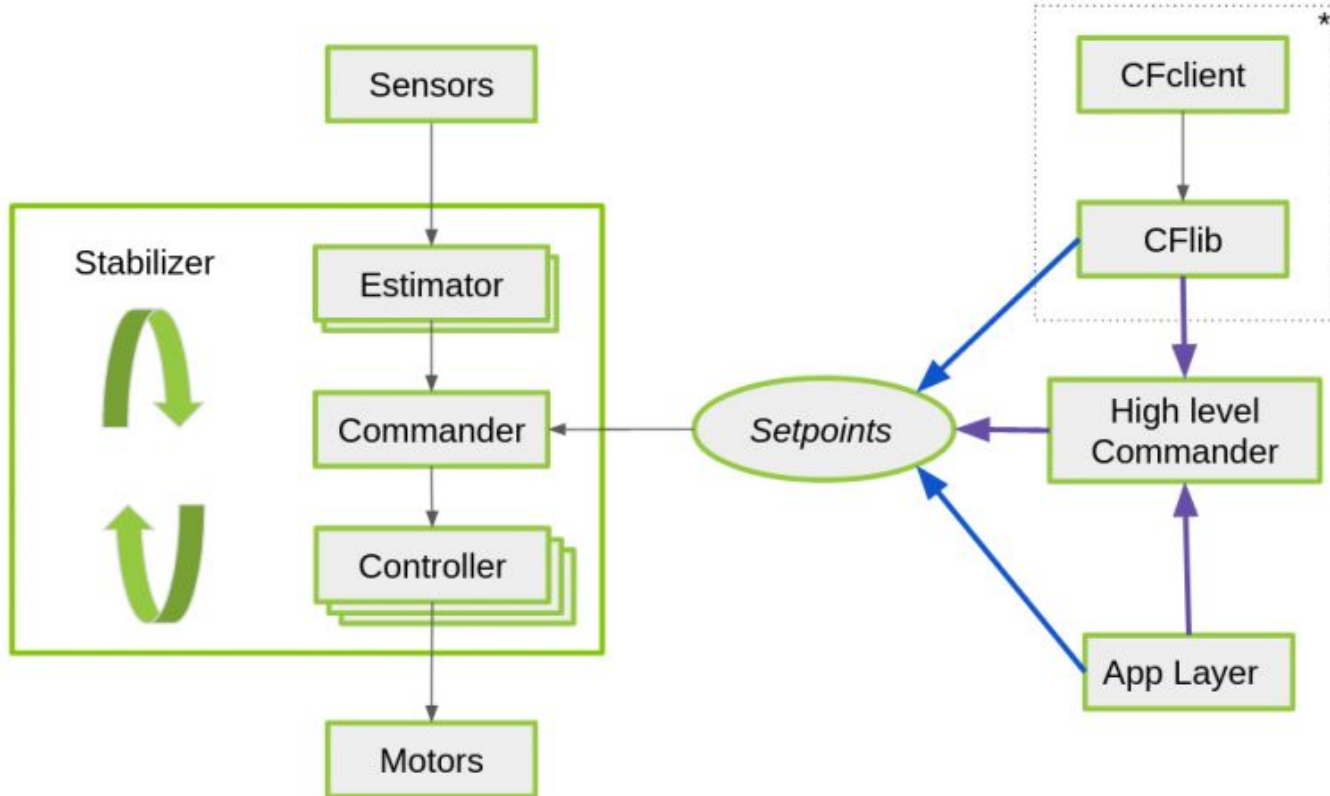 *
CFclient
Sensors
CFlib
Stabilizer
Estimator
Commander
Setpoints
High level
Commander
Controller
App Layer
Motors